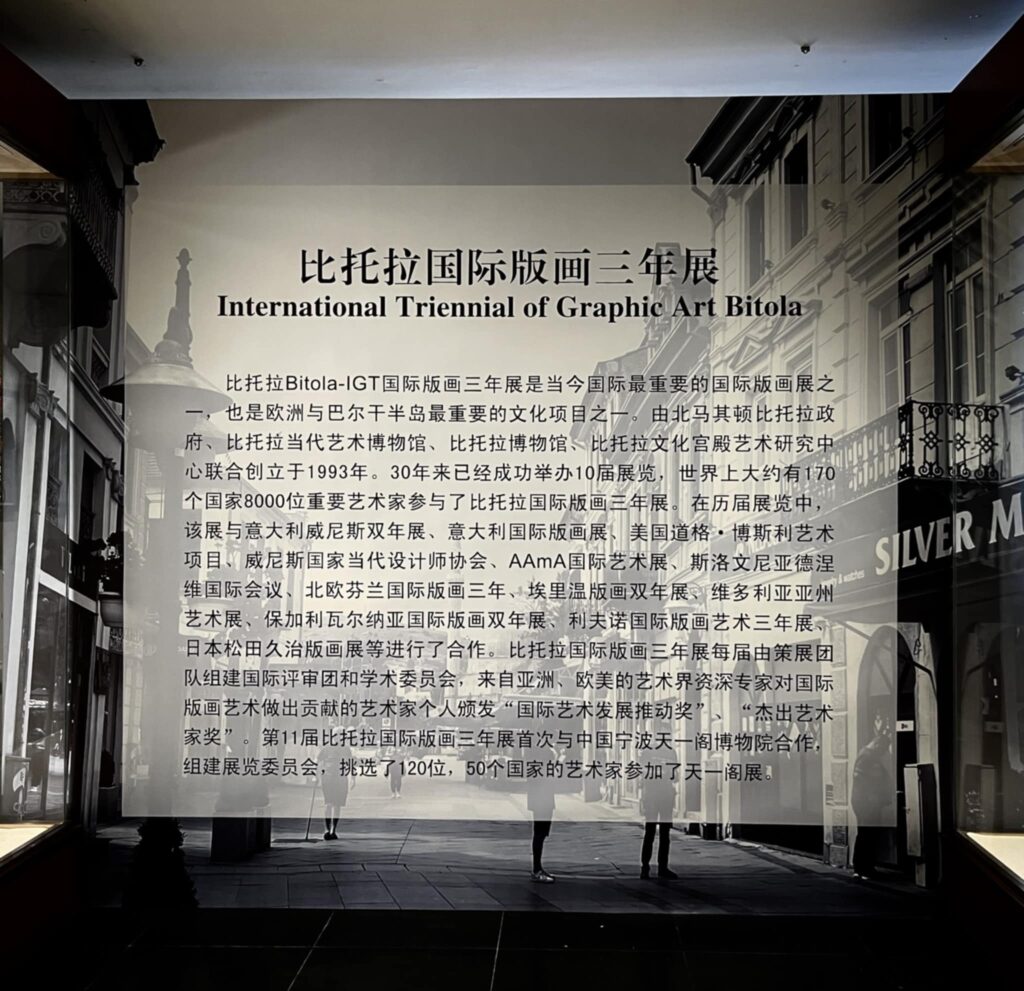 比托拉国际版画三年展
International Triennial of Graphic Art Bitola
比托拉Bitola-IGT国际版画三年展是当今国际最重要的国际版画展之
一，也是欧洲与巴尔干半岛最重要的文化项目之一。由北马其顿比托拉政
府、比托拉当代艺术博物馆、比托拉博物馆、比托拉文化宫殿艺术研究中
心联合创立于1993年。30年来已经成功举办10届展览，世界上大约有170
个国家8000位重要艺术家参与了比托拉国际版画三年展。在历届展览中，
该展与意大利威尼斯双年展、意大利国际版画展、美国道格·博斯利艺术
项目、威尼斯国家当代设计师协会、AAmA国际艺术展、斯洛文尼亚德涅
维国际会议、北欧芬兰国际版画三年、埃里温版画双年展、维多利亚亚州
艺术展、保加利瓦尔纳亚国际版画双年展、利夫诺国际版画艺术三年展、
日本松田久治版画展等进行了合作。比托拉国际版画三年展每届由策展团
队组建国际评审团和学术委员会，来自亚洲、欧美的艺术界资深专家对国际
版画艺术做出贡献的艺术家个人颁发“国际艺术发展推动奖”、“杰出艺术
家奖”。第11届比托拉国际版画三年展首次与中国宁波天一阁博物院合作，
组建展览委员会，挑选了120位，50个国家的艺术家参加了天一阁展。
SILVER M
& watches